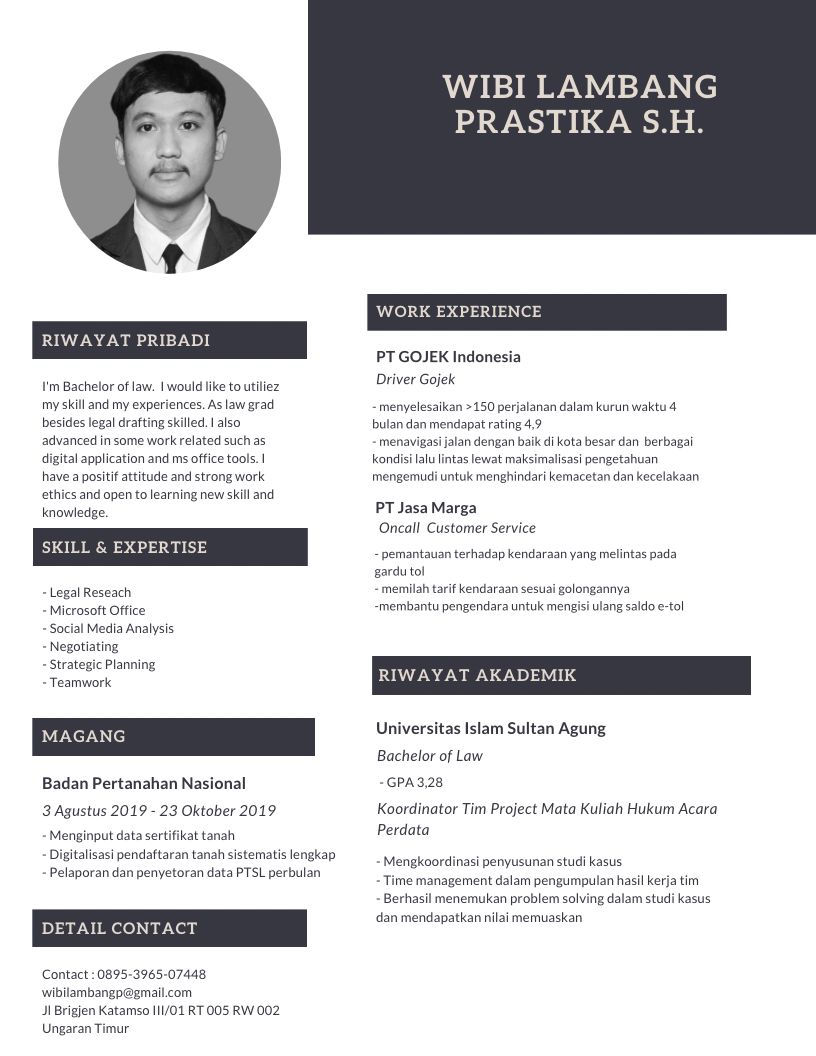 WIBI LAMBANG
PRASTIKA S.H.
RIWAYAT PRIBADI
I'm Bachelor of law.  I would like to utiliez
my skill and my experiences. As law grad
besides legal drafting skilled. I also
advanced in some work related such as
digital application and ms office tools. I
have a positif attitude and strong work
ethics and open to learning new skill and
knowledge.
SKILL & EXPERTISE
- Legal Reseach
- Microsoft Office
- Social Media Analysis
- Negotiating
- Strategic Planning
- Teamwork
MAGANG
Badan Pertanahan Nasional
3 Agustus 2019 - 23 Oktober 2019
- Menginput data sertifikat tanah
- Digitalisasi pendaftaran tanah sistematis lengkap
- Pelaporan dan penyetoran data PTSL perbulan
DETAIL CONTACT
Contact : 0895-3965-07448
wibilambangp@gmail.com
Jl Brigjen Katamso III/01 RT 005 RW 002
Ungaran Timur
WORK EXPERIENCE
PT GOJEK Indonesia
Driver Gojek
- menyelesaikan >150 perjalanan dalam kurun waktu 4
bulan dan mendapat rating 4,9
- menavigasi jalan dengan baik di kota besar dan  berbagai
kondisi lalu lintas lewat maksimalisasi pengetahuan
mengemudi untuk menghindari kemacetan dan kecelakaan
PT Jasa Marga
Oncall  Customer Service
- pemantauan terhadap kendaraan yang melintas pada
gardu tol
- memilah tarif kendaraan sesuai golongannya
-membantu pengendara untuk mengisi ulang saldo e-tol
RIWAYAT AKADEMIK
Universitas Islam Sultan Agung
Bachelor of Law
- GPA 3,28
Koordinator Tim Project Mata Kuliah Hukum Acara
Perdata
- Mengkoordinasi penyusunan studi kasus
- Time management dalam pengumpulan hasil kerja tim
- Berhasil menemukan problem solving dalam studi kasus
dan mendapatkan nilai memuaskan